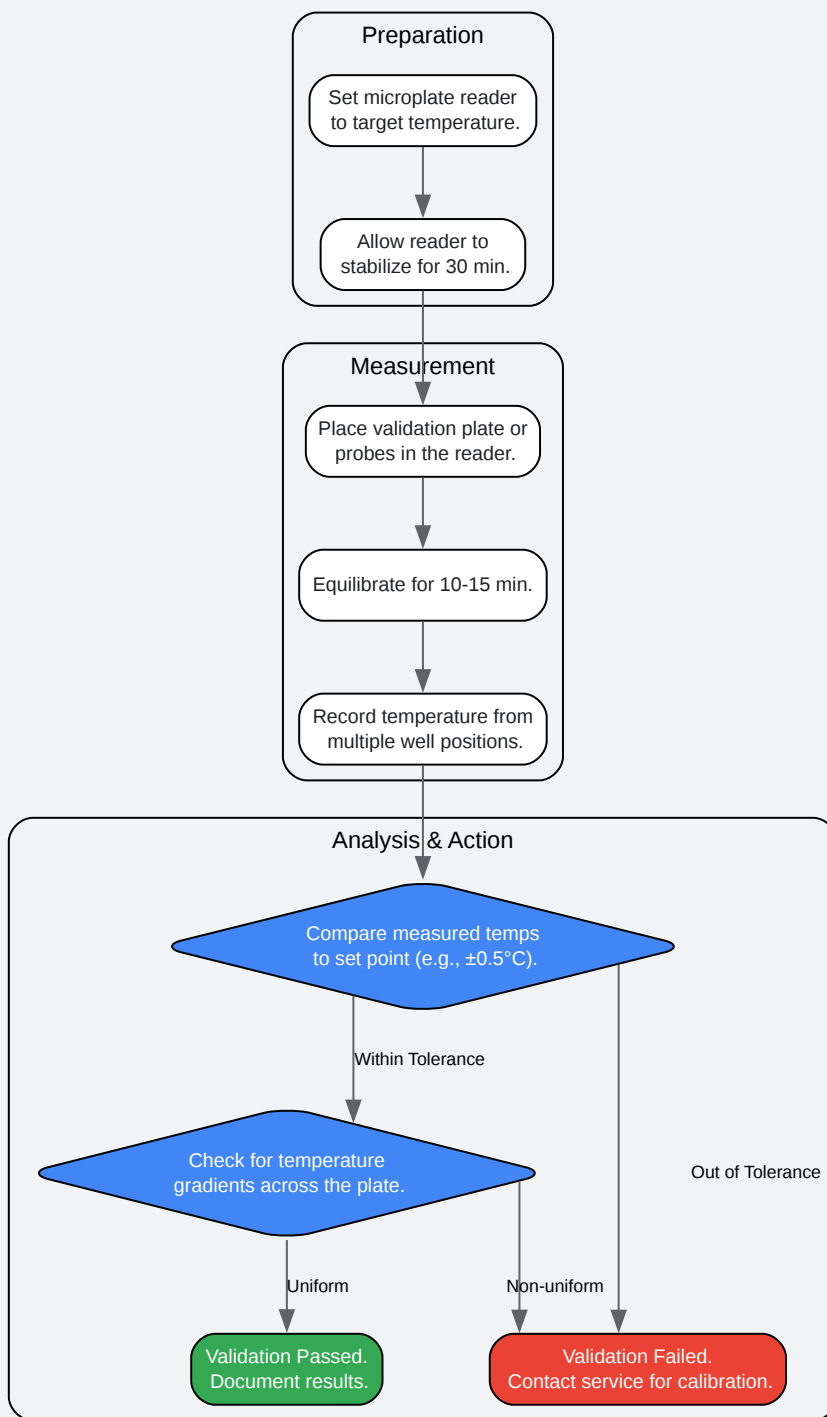 Preparation
Set microplate reader
to target temperature.
Allow reader to
stabilize for 30 min.
Measurement
Place validation plate or
probes in the reader.
Equilibrate for 10-15 min.
Record temperature from
multiple well positions.
Analysis & Action
Compare measured temps
to set point (e.g., ±0.5°C).
Within Tolerance
Check for temperature
gradients across the plate.
Out of Tolerance
Uniform
Non-uniform
Validation Passed.
Document results.
Validation Failed.
Contact service for calibration.